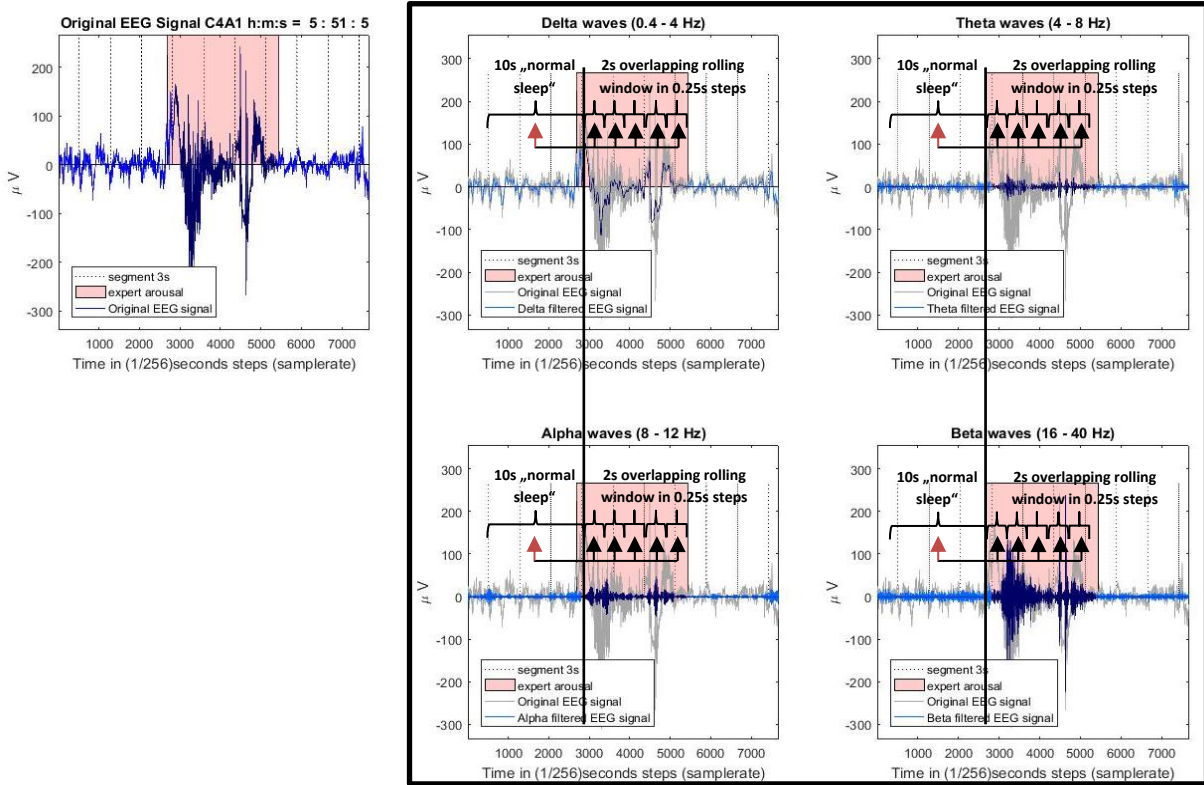 Original EEG Signal C4A1 h:m:s = 5 : 51 : 5
200
100
0
-100
-200
-300
μ V
segment 3s
expert arousal
Original EEG signal
1000 2000 3000 4000 5000 6000 7000
Time in (1/256)seconds steps (samplerate)
Delta waves (0.4 - 4 Hz)
300
200
100
0
-100
-200
-300
μ V
10s „normal
sleep“
2s overlapping rolling
window in 0.25s steps
segment 3s
expert arousal
Original EEG signal
Delta filtered EEG signal
1000 2000 3000 4000 5000 6000 7000
Time in (1/256)seconds steps (samplerate)
Theta waves (4 - 8 Hz)
300
200
100
0
-100
-200
-300
μ V
10s „normal
sleep“
2s overlapping rolling
window in 0.25s steps
segment 3s
expert arousal
Original EEG signal
Theta filtered EEG signal
1000 2000 3000 4000 5000 6000 7000
Time in (1/256)seconds steps (samplerate)
Alpha waves (8 - 12 Hz)
300
200
100
0
-100
-200
-300
μ V
10s „normal
sleep“
2s overlapping rolling
window in 0.25s steps
segment 3s
expert arousal
Original EEG signal
Alpha filtered EEG signal
1000 2000 3000 4000 5000 6000 7000
Time in (1/256)seconds steps (samplerate)
Beta waves (16 - 40 Hz)
300
200
100
0
-100
-200
-300
μ V
10s „normal
sleep“
2s overlapping rolling
window in 0.25s steps
segment 3s
expert arousal
Original EEG signal
Beta filtered EEG signal
1000 2000 3000 4000 5000 6000 7000
Time in (1/256)seconds steps (samplerate)